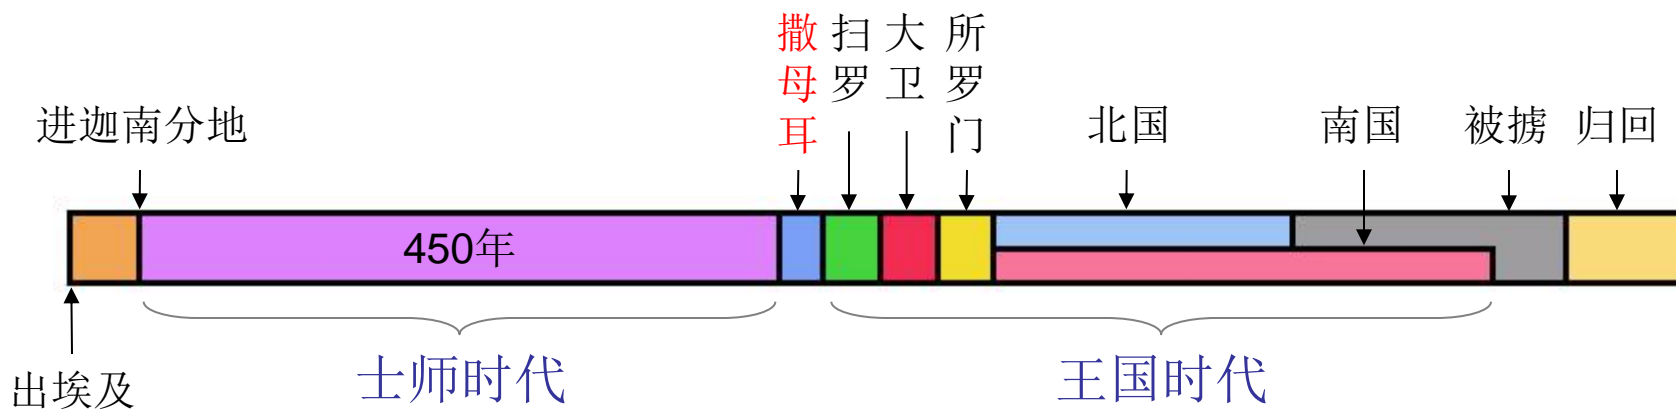 撒母耳
扫罗
大卫
所罗门
进迦南分地
北国
南国
被掳
归回
450年
士师时代
王国时代
出埃及